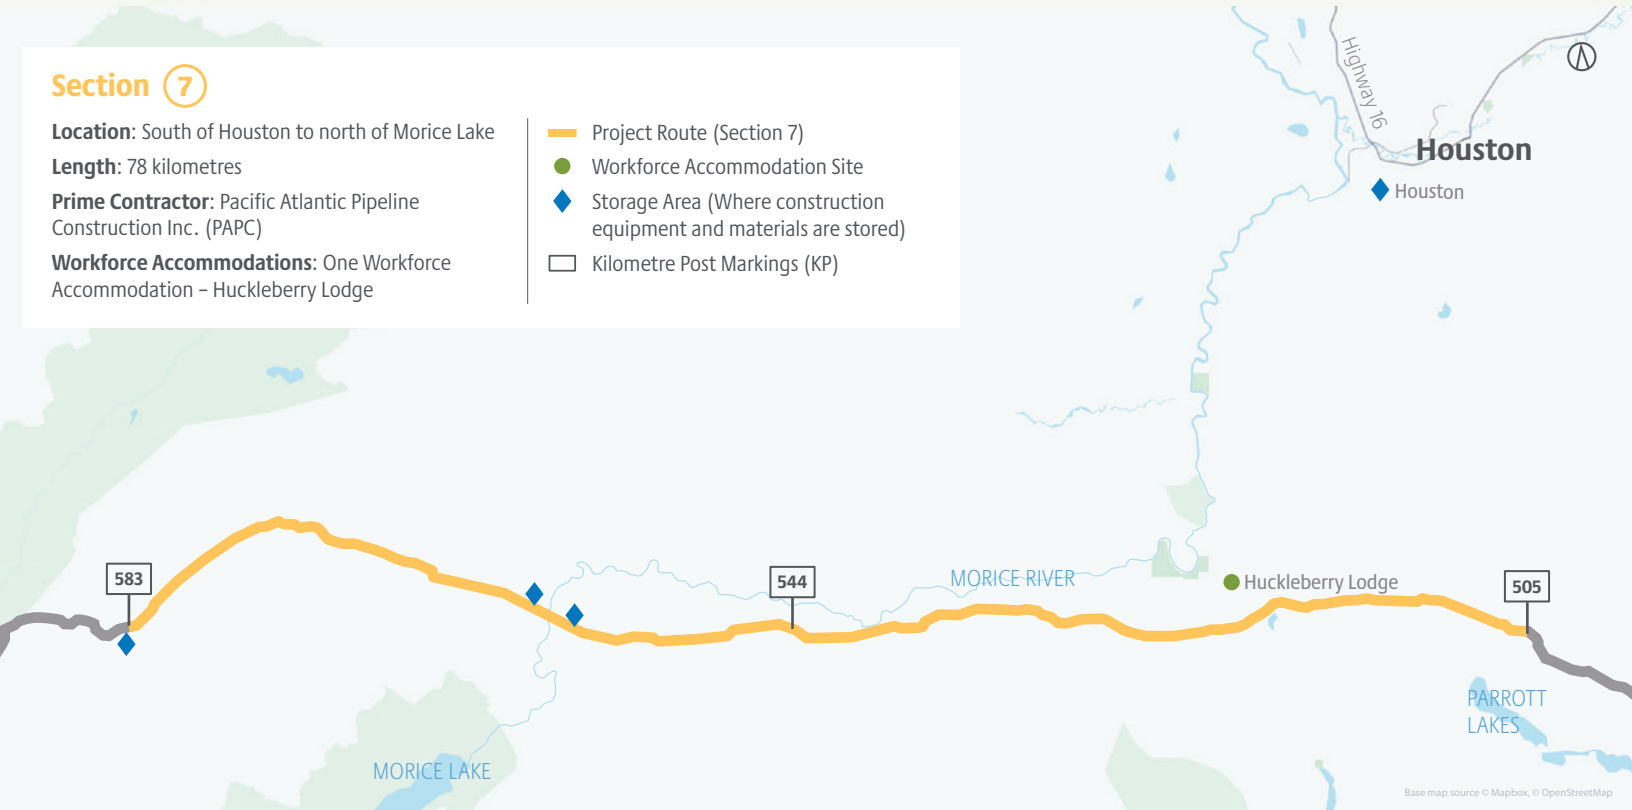 Section 7
Location: South of Houston to north of Morice Lake
Length: 78 kilometres
Prime Contractor: Pacific Atlantic Pipeline
Construction Inc. (PAPC)
Workforce Accommodations: One Workforce
Accommodation – Huckleberry Lodge
Project Route (Section 7)
Workforce Accommodation Site
Storage Area (Where construction
equipment and materials are stored)
Kilometre Post Markings (KP)
Highway 16
Houston
Houston
583
544
MORICE RIVER
Huckleberry Lodge
505
PARROTT
LAKES
MORICE LAKE
Base map source © Mapbox, © OpenStreetMap